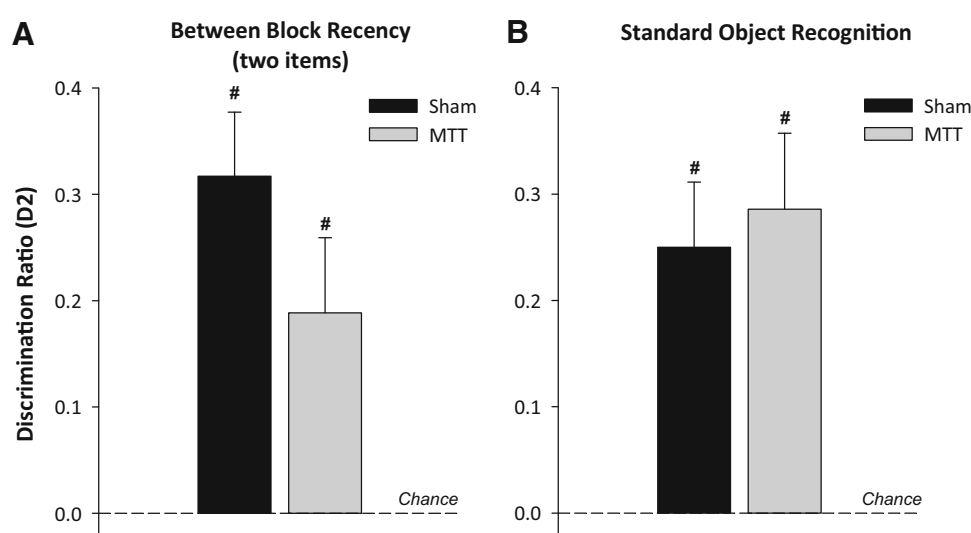 A
Between Block Recency
(two items)
Discrimination Ratio (D2)
0.4
0.3
0.2
0.1
0.0
#
#
Sham
MTT
Chance
B
Standard Object Recognition
0.4
0.3
0.2
0.1
0.0
#
#
Sham
MTT
Chance